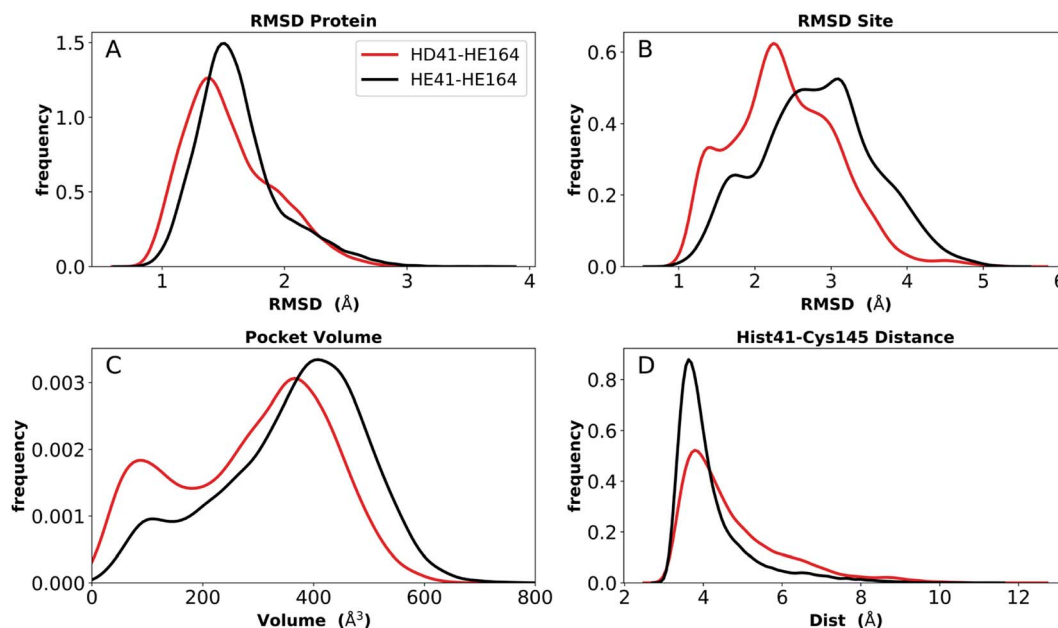 RMSD Protein
A
HD41-HE164
HE41-HE164
frequency
1.5
1.0
0.5
0.0
1 2 3 4
RMSD (Å)
RMSD Site
B
frequency
0.6
0.4
0.2
0.0
1 2 3 4 5 6
RMSD (Å)
Pocket Volume
C
frequency
0.003
0.002
0.001
0.000
0 200 400 600 800
Volume (Å³)
Hist41-Cys145 Distance
D
frequency
0.8
0.6
0.4
0.2
0.0
2 4 6 8 10 12
Dist (Å)